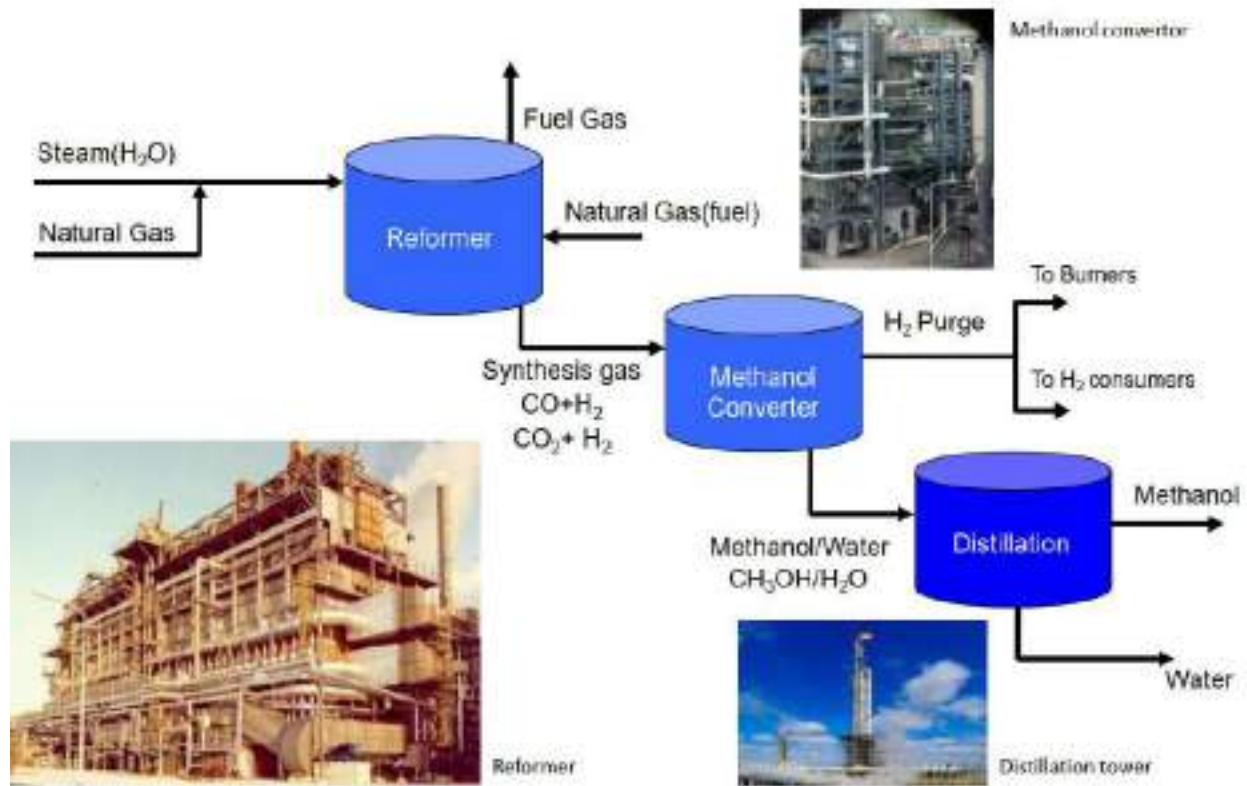 Methanol convertor
Fuel Gas
Steam(H₂O)
Natural Gas
Reformer
Natural Gas(fuel)
To Burners
H₂ Purge
To H₂ consumers
Synthesis gas
CO+H₂
CO₂+ H₂
Methanol
Converter
Methanol/Water
CH₃OH/H₂O
Distillation
Methanol
Water
Reformer
Distillation tower